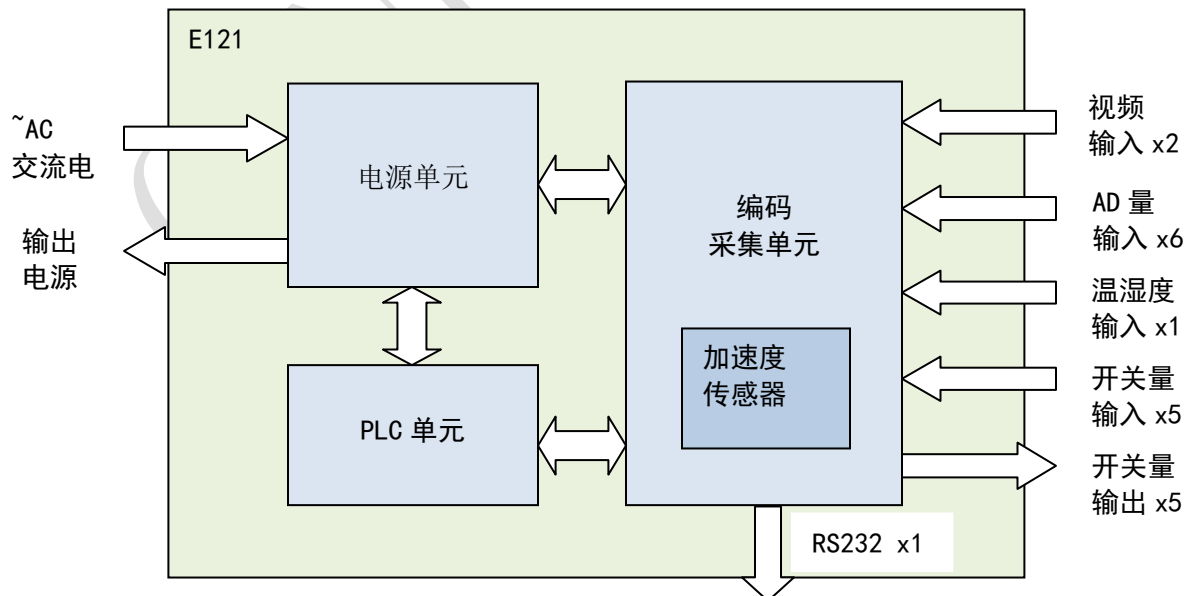 E121
~AC
交流电
输出
电源
电源单元
PLC 单元
编码
采集单元
加速度
传感器
视频
输入 x2
AD 量
输入 x6
温湿度
输入 x1
开关量
输入 x5
开关量
输出 x5
RS232 x1